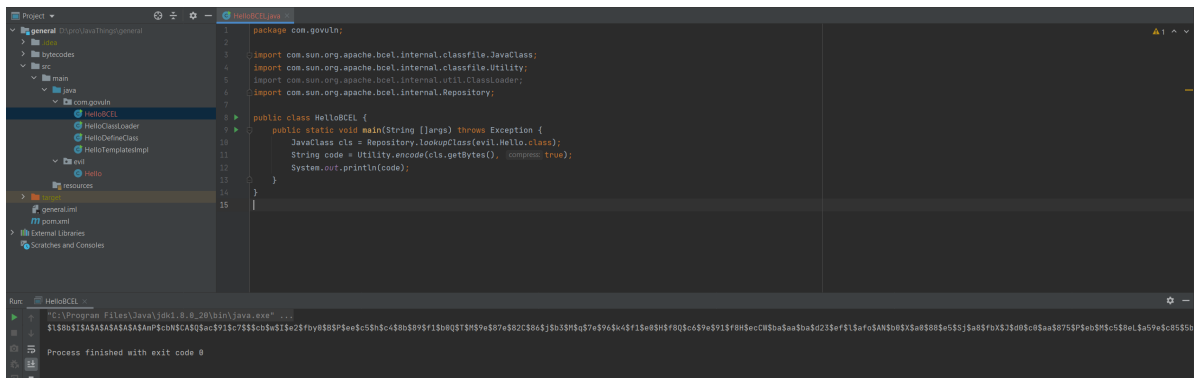 Project
general D:\pro\JavaThings\general
.idea
bytecodes
src
main
java
com.govuln
HelloBCEL
HelloClassLoader
HelloDefineClass
HelloTemplatesImpl
evil
Hello
resources
target
general.iml
pom.xml
External Libraries
Scratches and Consoles
HelloBCEL.java
1 package com.govuln;
2
3 import com.sun.org.apache.bcel.internal.classfile.JavaClass;
4 import com.sun.org.apache.bcel.internal.classfile.Utility;
5 import com.sun.org.apache.bcel.internal.util.ClassLoader;
6 import com.sun.org.apache.bcel.internal.Repository;
7
8 public class HelloBCEL {
9 public static void main(String []args) throws Exception {
10 JavaClass cls = Repository.lookupClass(evil.Hello.class);
11 String code = Utility.encode(cls.getBytes(), compress: true);
12 System.out.println(code);
13 }
14 }
15
1
Run: HelloBCEL
"C:\Program Files\Java\jdk1.8.0_20\bin\java.exe" ...
Process finished with exit code 0